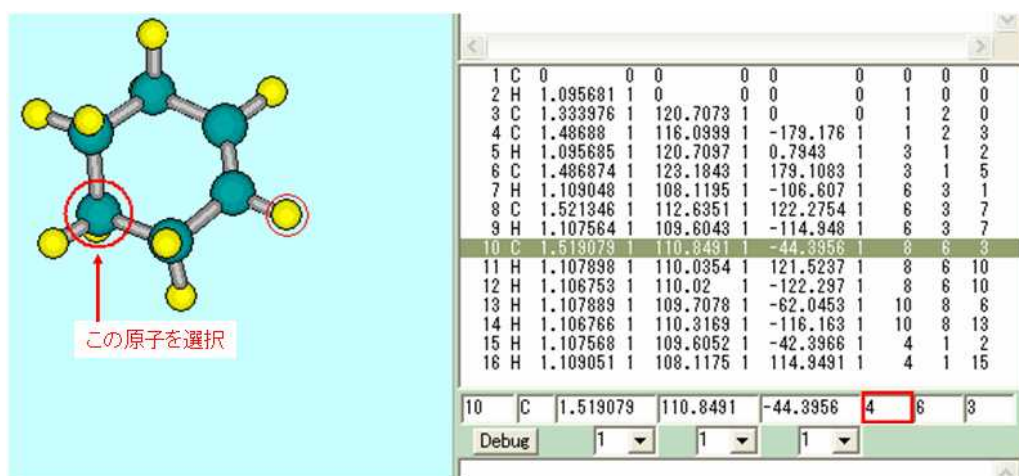 1 C 0 0 0 0 0 0 0 0 0
2 H 1.095681 1 0 0 0 0 1 0 0
3 C 1.333976 1 120.7073 1 0 0 1 2 0
4 C 1.48688 1 116.0999 1 -179.176 1 1 2 3
5 H 1.095685 1 120.7097 1 0.7943 1 3 1 2
6 C 1.486874 1 123.1843 1 179.1083 1 3 1 5
7 H 1.109048 1 108.1195 1 -106.607 1 6 3 1
8 C 1.521346 1 112.6351 1 122.2754 1 6 3 7
9 H 1.107564 1 109.6043 1 -114.948 1 6 3 7
10 C 1.519079 1 110.8491 1 -44.3956 1 8 6 3
11 H 1.107898 1 110.0354 1 121.5237 1 8 6 10
12 H 1.106753 1 110.02 1 -122.297 1 8 6 10
13 H 1.107889 1 109.7078 1 -62.0453 1 10 8 6
14 H 1.106766 1 110.3169 1 -116.163 1 10 8 13
15 H 1.107568 1 109.6052 1 -42.3966 1 4 1 2
16 H 1.109051 1 108.1175 1 114.9491 1 4 1 15
この原子を選択
10 C 1.519079 110.8491 -44.3956 4 6 3
Debug 1 1 1